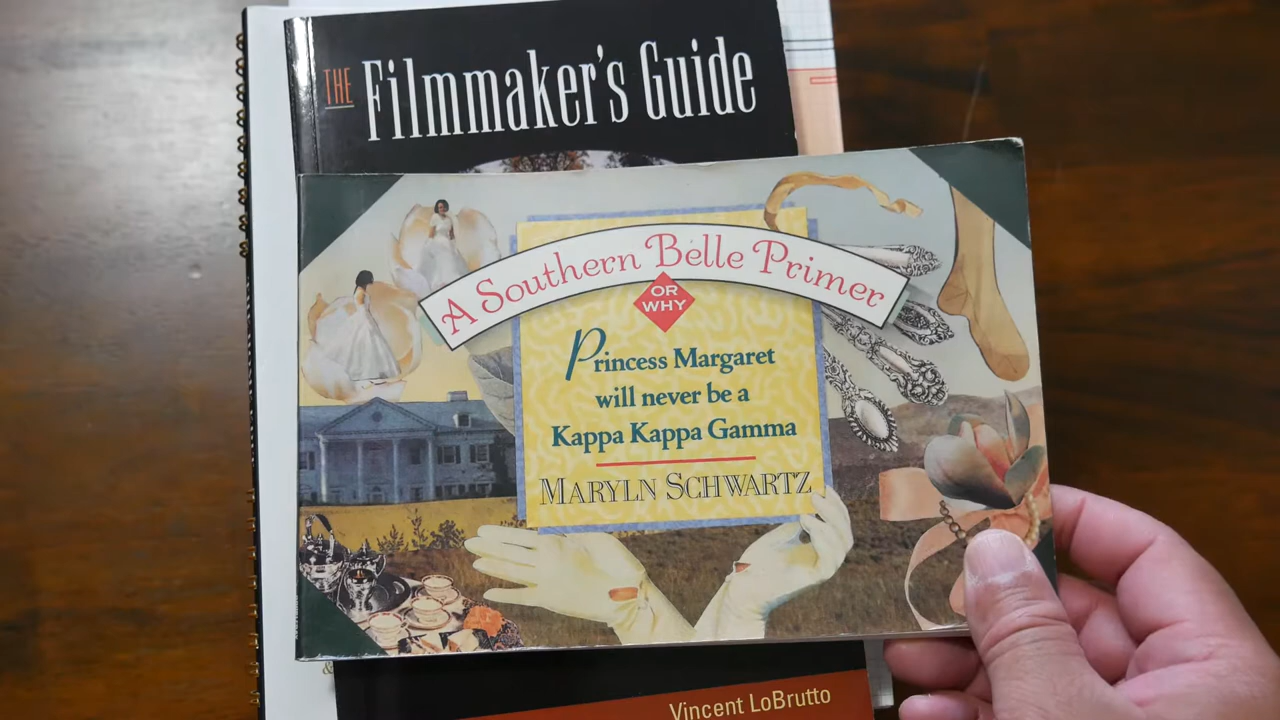 THE Filmmaker's Guide
A Southern Belle Primer
OR
WHY
Princess Margaret
will never be a
Kappa Kappa Gamma
MARYLN SCHWARTZ
&
Vincent LoBrutto